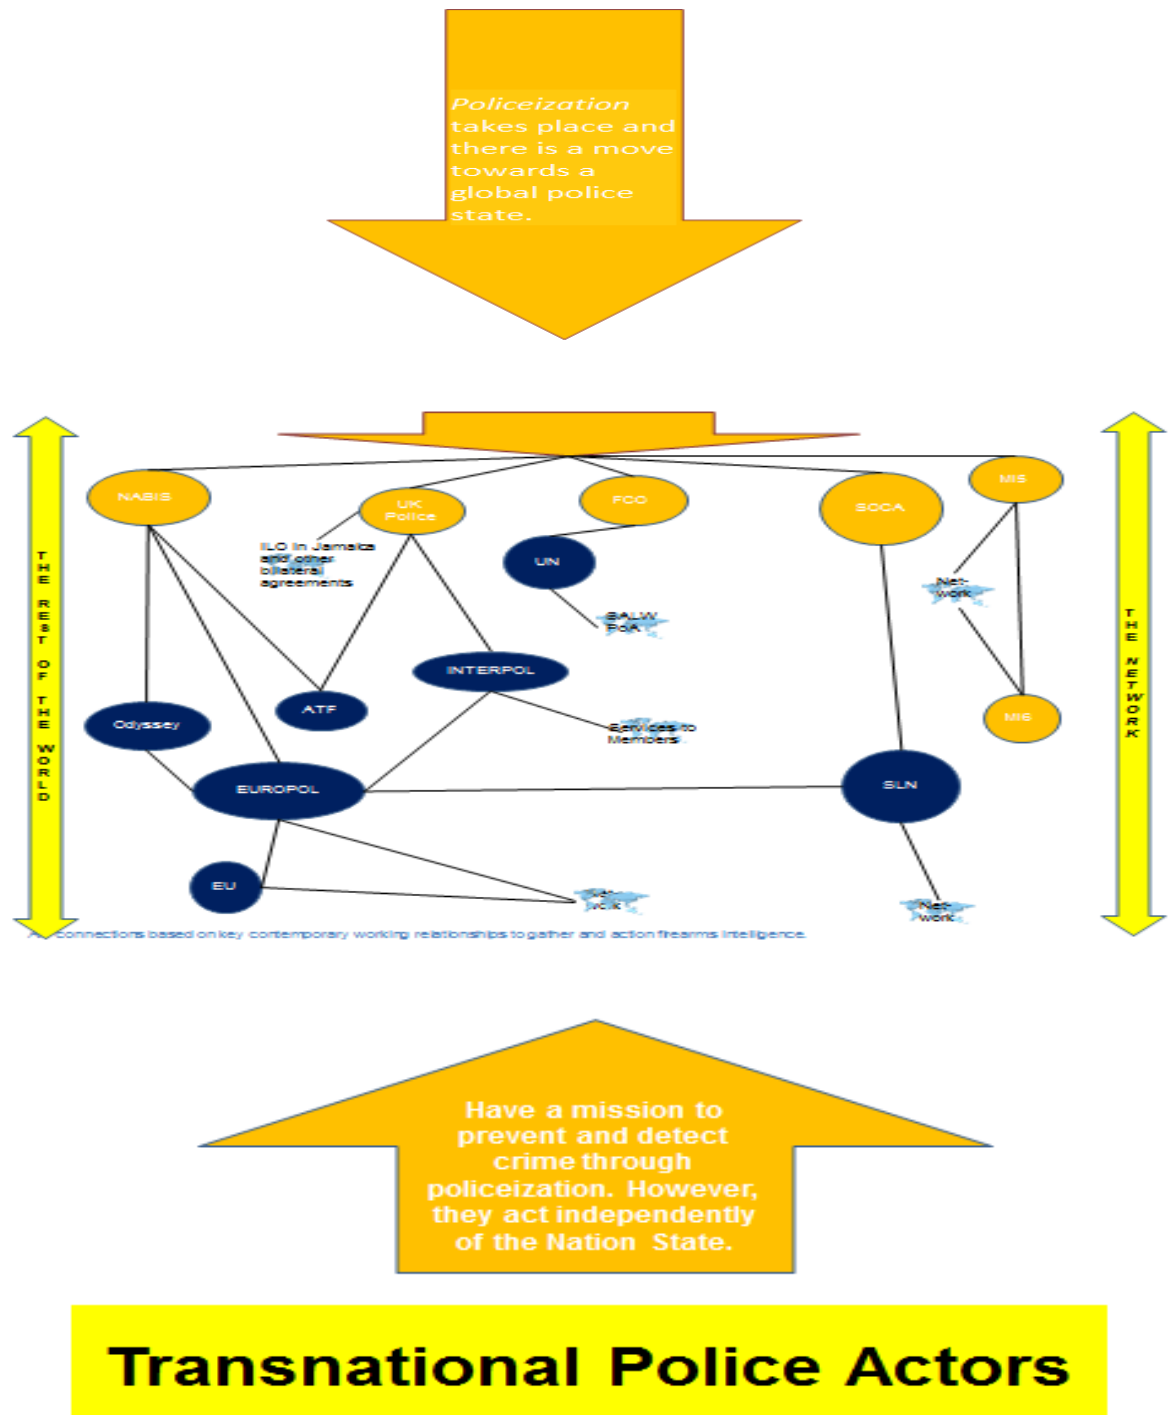 Policeization
takes place and
there is a move
towards a
global police
state.
NABIS
UK
Police
FCO
SOCA
MI5
ILO in Jamaica
and other
bilateral
agreements
UN
Net-
work
SALW
PoA
INTERPOL
ATF
Odyssey
Services to
Members
MI6
EUROPOL
SLN
EU
Net-
work
Net-
work
connections based on key contemporary working relationships to gather and action firearms intelligence.
THE REST OF THE WORLD
THE NETWORK
Have a mission to
prevent and detect
crime through
policeization. However,
they act independently
of the Nation State.
Transnational Police Actors